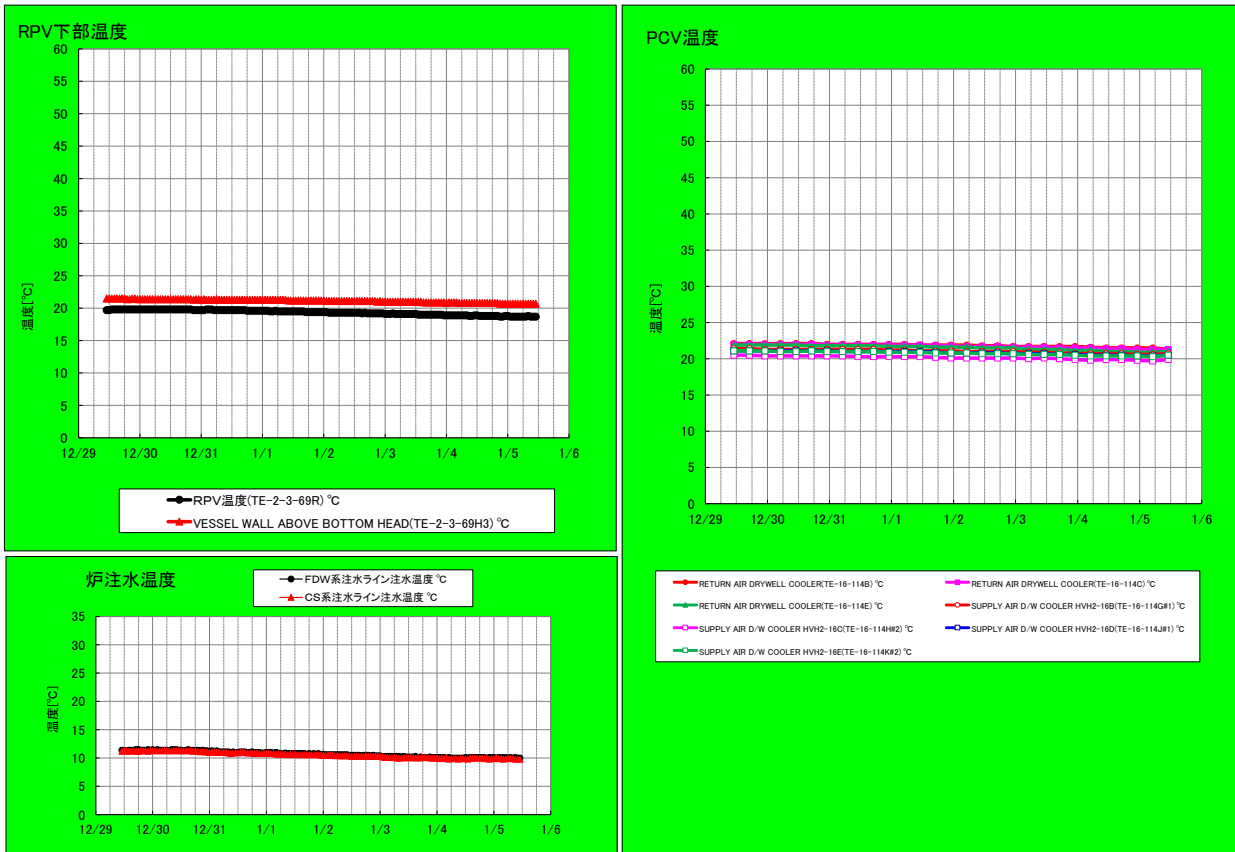 RPV下部温度
60
55
50
45
40
35
30
25
20
15
10
5
0
温度[℃]
12/29 12/30 12/31 1/1 1/2 1/3 1/4 1/5 1/6
RPV温度(TE-2-3-69R) ℃
VESSEL WALL ABOVE BOTTOM HEAD(TE-2-3-69H3) ℃
炉注水温度
FDW系注水ライン注水温度 ℃
CS系注水ライン注水温度 ℃
35
30
25
20
15
10
5
0
温度[℃]
12/29 12/30 12/31 1/1 1/2 1/3 1/4 1/5 1/6
PCV温度
60
55
50
45
40
35
30
25
20
15
10
5
0
温度[℃]
12/29 12/30 12/31 1/1 1/2 1/3 1/4 1/5 1/6
RETURN AIR DRYWELL COOLER(TE-16-114B) ℃
RETURN AIR DRYWELL COOLER(TE-16-114C) ℃
RETURN AIR DRYWELL COOLER(TE-16-114E) ℃
SUPPLY AIR D/W COOLER HVH2-16B(TE-16-114G#1) ℃
SUPPLY AIR D/W COOLER HVH2-16C(TE-16-114H#2) ℃
SUPPLY AIR D/W COOLER HVH2-16D(TE-16-114J#1) ℃
SUPPLY AIR D/W COOLER HVH2-16E(TE-16-114K#2) ℃